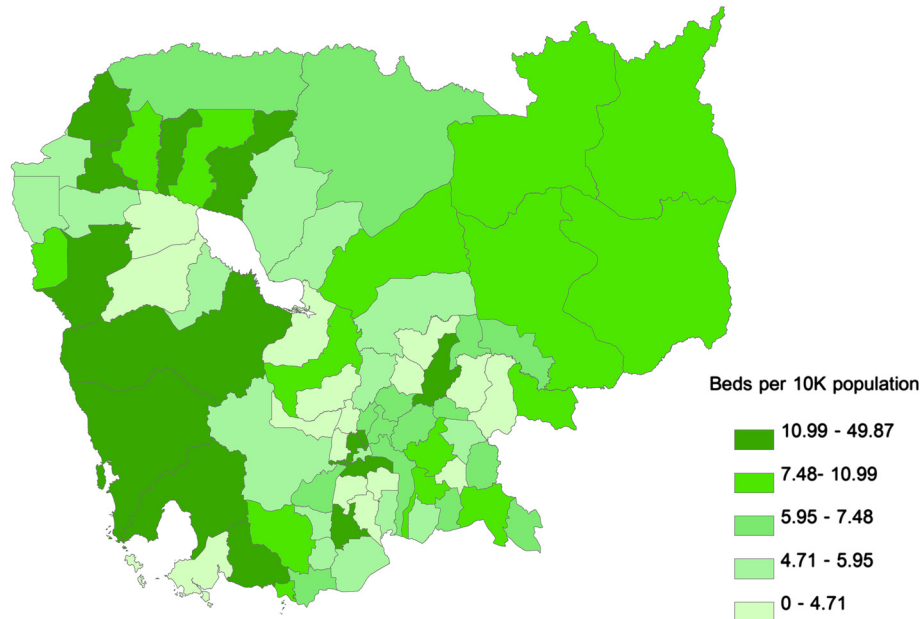 Beds per 10K population
10.99 - 49.87
7.48- 10.99
5.95 - 7.48
4.71 - 5.95
0 - 4.71